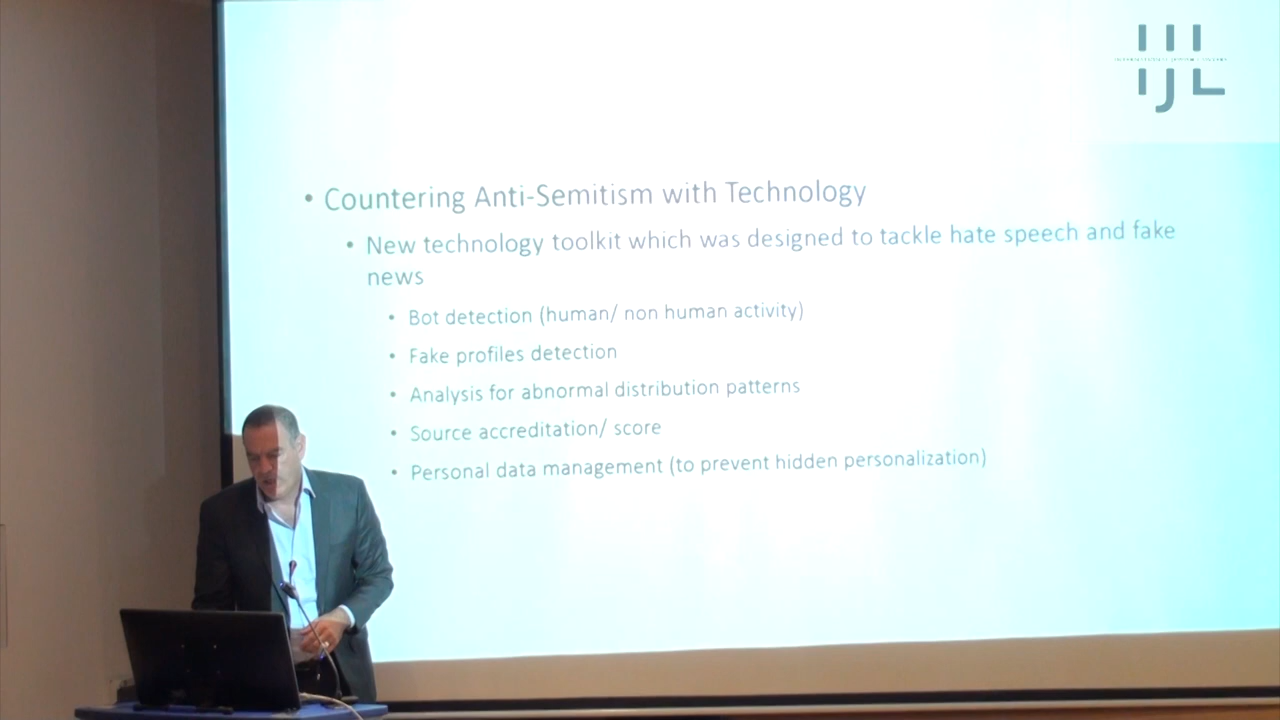 IJL
• Countering Anti-Semitism with Technology
• New technology toolkit which was designed to tackle hate speech and fake
news
• Bot detection (human/ non human activity)
• Fake profiles detection
• Analysis for abnormal distribution patterns
• Source accreditation/ score
• Personal data management (to prevent hidden personalization)